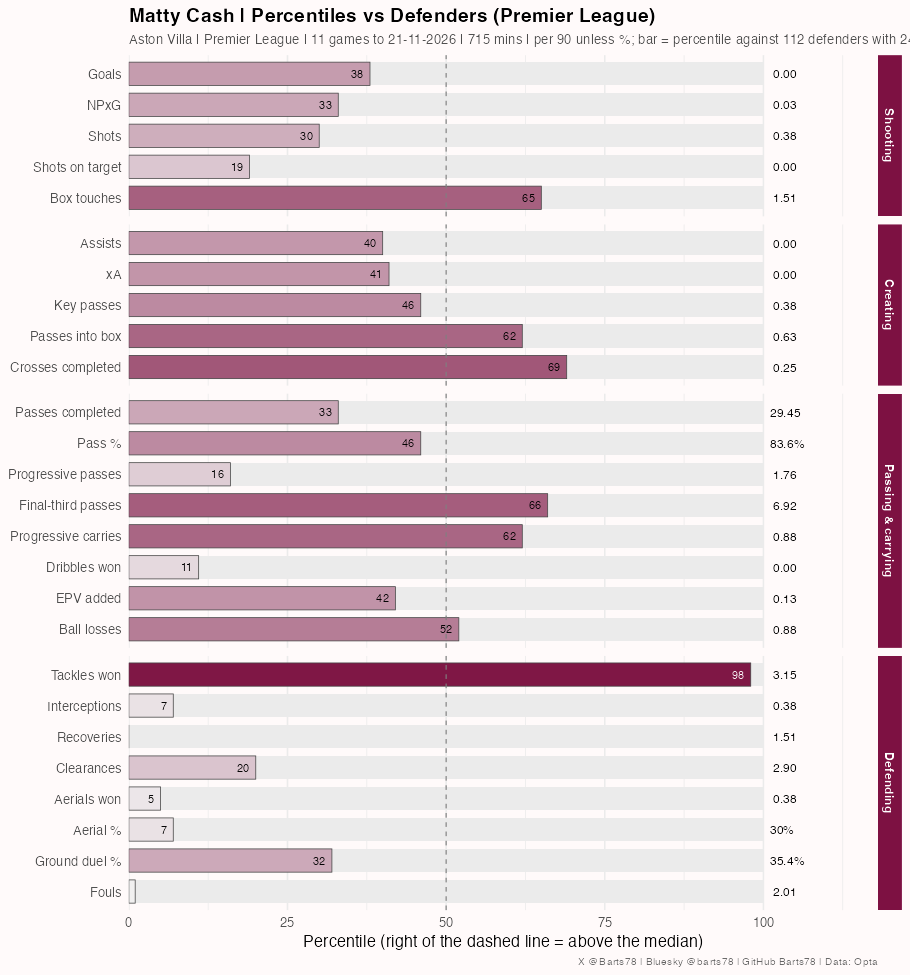 Matty Cash | Percentiles vs Defenders (Premier League)
Aston Villa | Premier League | 11 games to 21-11-2026 | 715 mins | per 90 unless %; bar = percentile against 112 defenders with 24
Goals 38 0.00
NPxG 33 0.03
Shots 30 0.38
Shots on target 19 0.00
Box touches 65 1.51
Shooting
Assists 40 0.00
xA 41 0.00
Key passes 46 0.38
Passes into box 62 0.63
Crosses completed 69 0.25
Creating
Passes completed 33 29.45
Pass % 46 83.6%
Progressive passes 16 1.76
Final-third passes 66 6.92
Progressive carries 62 0.88
Dribbles won 11 0.00
EPV added 42 0.13
Ball losses 52 0.88
Passing & carrying
Tackles won 98 3.15
Interceptions 7 0.38
Recoveries 1.51
Clearances 20 2.90
Aerials won 5 0.38
Aerial % 7 30%
Ground duel % 32 35.4%
Fouls 2.01
Defending
0 25 50 75 100
Percentile (right of the dashed line = above the median)
X @Barts78 | Bluesky @barts78 | GitHub Barts78 | Data: Opta